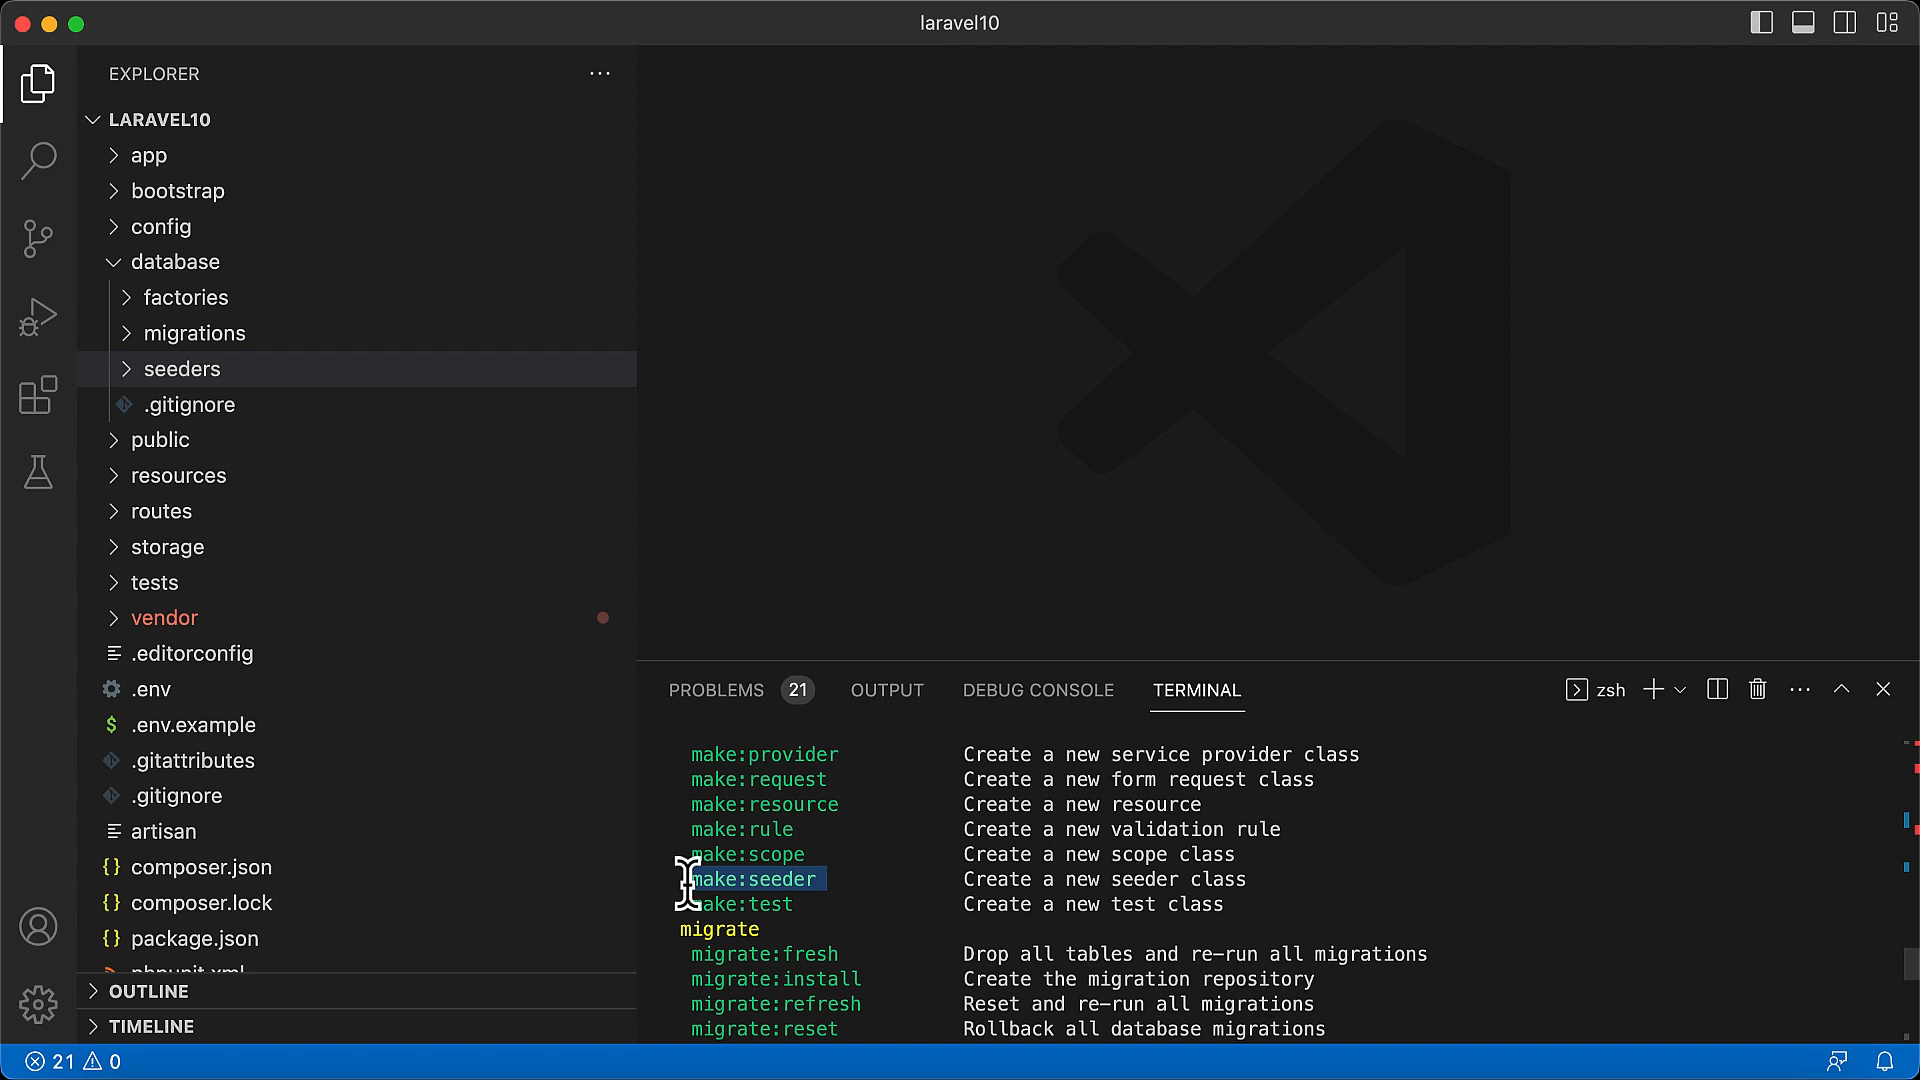 laravel10
EXPLORER
LARAVEL10
app
bootstrap
config
database
factories
migrations
seeders
.gitignore
public
resources
routes
storage
tests
vendor
.editorconfig
.env
.env.example
.gitattributes
.gitignore
artisan
composer.json
composer.lock
package.json
phpunit.xml
OUTLINE
TIMELINE
PROBLEMS 21 OUTPUT DEBUG CONSOLE TERMINAL zsh
make:provider Create a new service provider class
make:request Create a new form request class
make:resource Create a new resource
make:rule Create a new validation rule
make:scope Create a new scope class
make:seeder Create a new seeder class
make:test Create a new test class
migrate
migrate:fresh Drop all tables and re-run all migrations
migrate:install Create the migration repository
migrate:refresh Reset and re-run all migrations
migrate:reset Rollback all database migrations
21 0